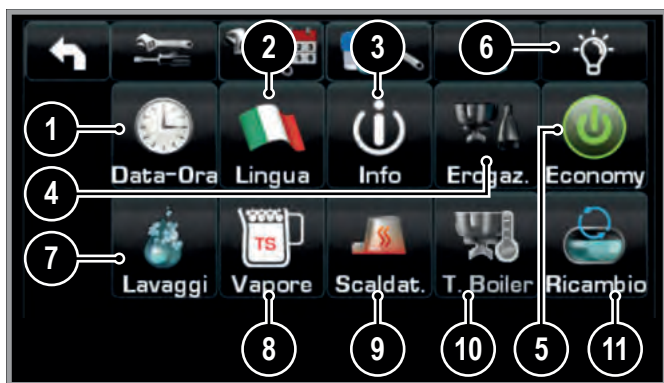 2 3 6
1
Data-Ora Lingua Info Erogaz. Economy
4
TS
7
Lavaggi Vapore Scaldat. T. Boiler Ricambio
8 9 10 5 11